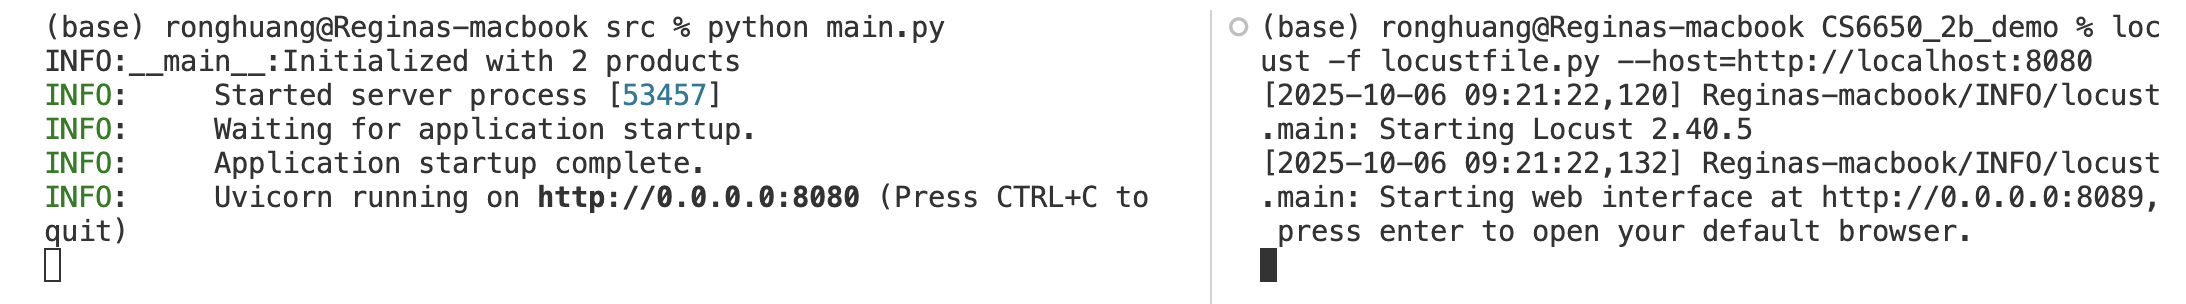 (base) ronghuang@Reginas-macbook src % python main.py
INFO:__main__:Initialized with 2 products
INFO:     Started server process [53457]
INFO:     Waiting for application startup.
INFO:     Application startup complete.
INFO:     Uvicorn running on http://0.0.0.0:8080 (Press CTRL+C to
quit)
(base) ronghuang@Reginas-macbook CS6650_2b_demo % loc
ust -f locustfile.py --host=http://localhost:8080
[2025-10-06 09:21:22,120] Reginas-macbook/INFO/locust
.main: Starting Locust 2.40.5
[2025-10-06 09:21:22,132] Reginas-macbook/INFO/locust
.main: Starting web interface at http://0.0.0.0:8089,
 press enter to open your default browser.